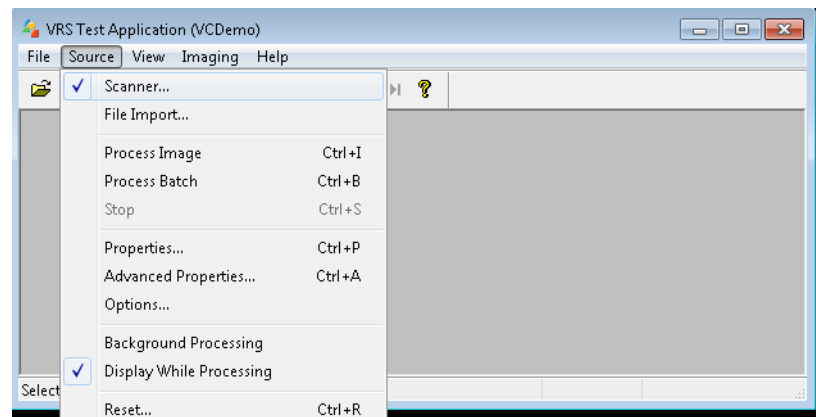 VRS Test Application (VCDemo)
File Source View Imaging Help
Scanner...
File Import...
Process Image Ctrl+I
Process Batch Ctrl+B
Stop Ctrl+S
Properties... Ctrl+P
Advanced Properties... Ctrl+A
Options...
Background Processing
Display While Processing
Select
Reset... Ctrl+R